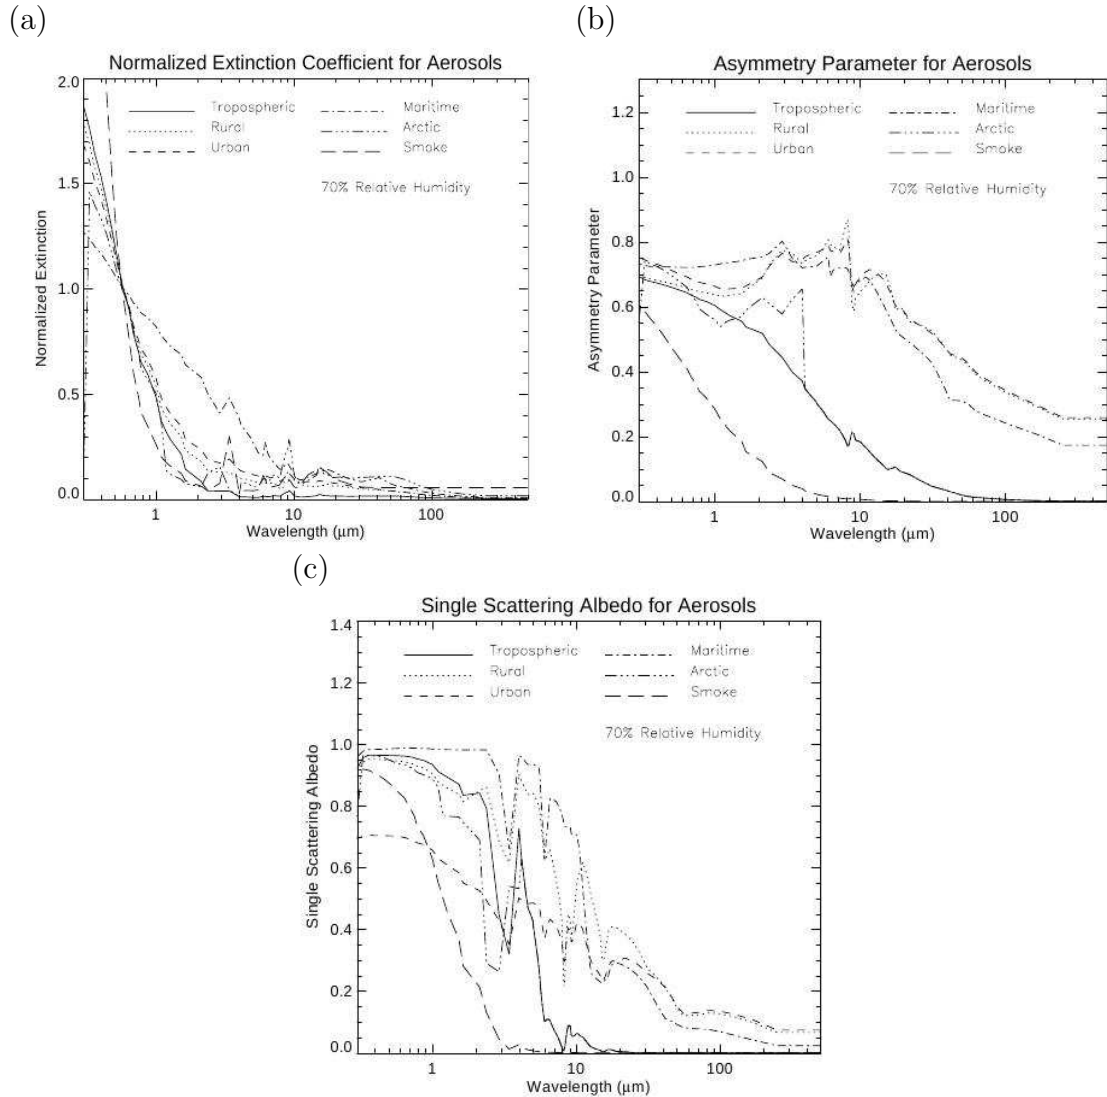 (a)
Normalized Extinction Coefficient for Aerosols
2.0
1.5
1.0
0.5
0.0
Normalized Extinction
Tropospheric
Rural
Urban
Maritime
Arctic
Smoke
70% Relative Humidity
1 10 100
Wavelength (μm)
(b)
Asymmetry Parameter for Aerosols
1.2
1.0
0.8
0.6
0.4
0.2
0.0
Asymmetry Parameter
Tropospheric
Rural
Urban
Maritime
Arctic
Smoke
70% Relative Humidity
1 10 100
Wavelength (μm)
(c)
Single Scattering Albedo for Aerosols
1.4
1.2
1.0
0.8
0.6
0.4
0.2
0.0
Single Scattering Albedo
Tropospheric
Rural
Urban
Maritime
Arctic
Smoke
70% Relative Humidity
1 10 100
Wavelength (μm)